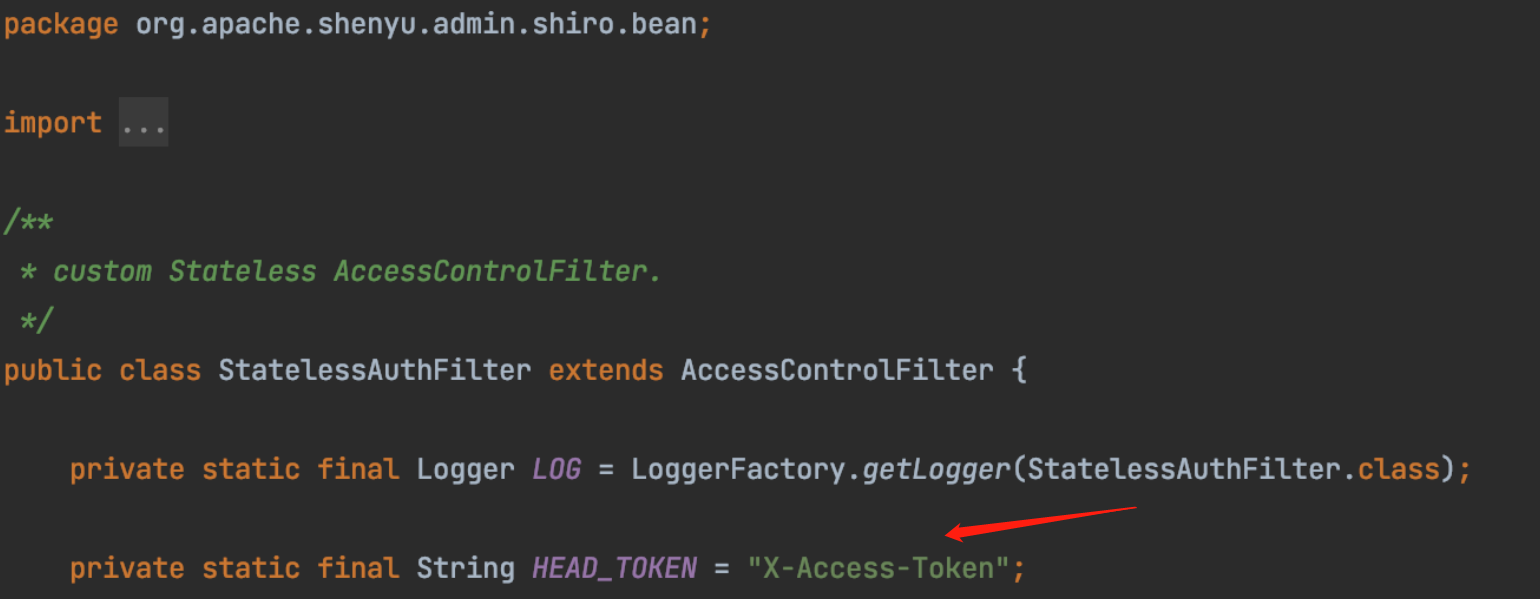 package org.apache.shenyu.admin.shiro.bean;
import ...
/**
* custom Stateless AccessControlFilter.
*/
public class StatelessAuthFilter extends AccessControlFilter {
private static final Logger LOG = LoggerFactory.getLogger(StatelessAuthFilter.class);
private static final String HEAD_TOKEN = "X-Access-Token";